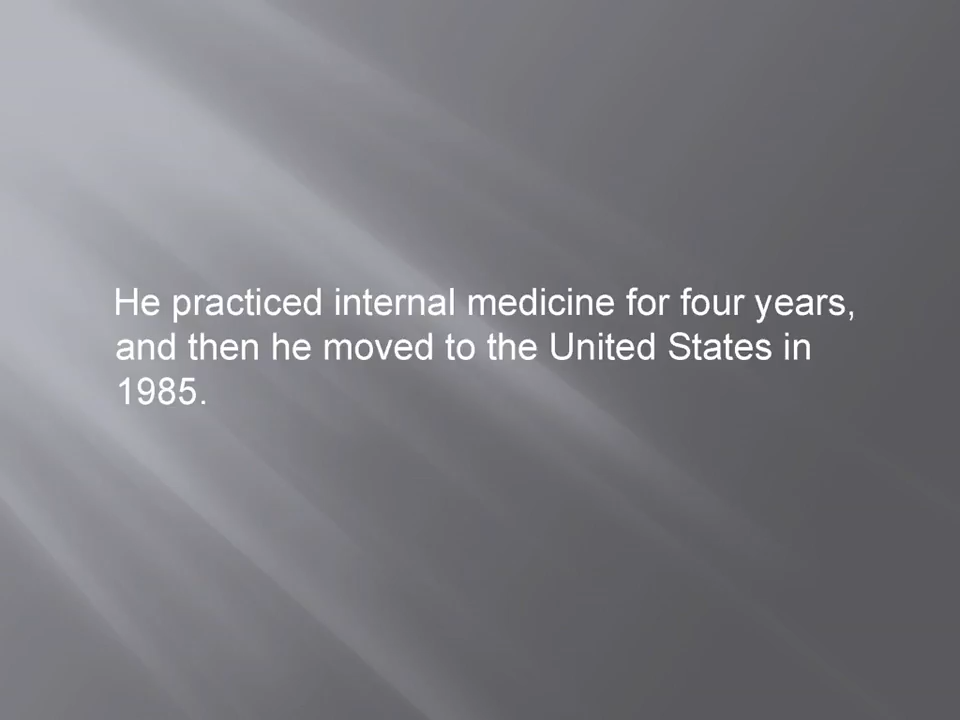 He practiced internal medicine for four years,
and then he moved to the United States in
1985.